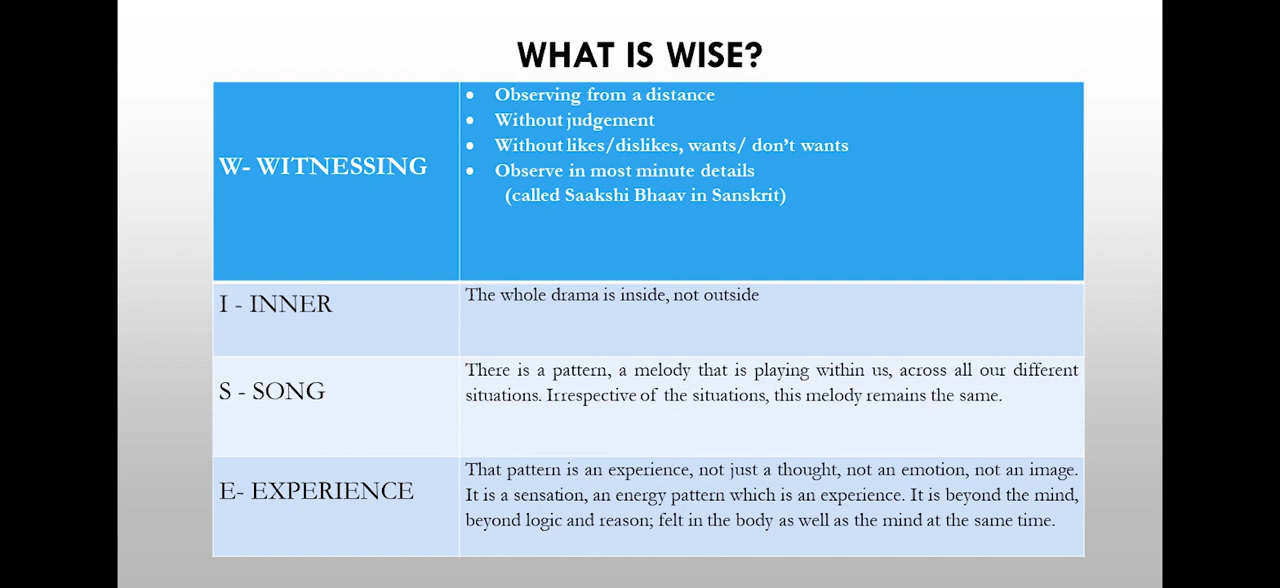 WHAT IS WISE?
W- WITNESSING
• Observing from a distance
• Without judgement
• Without likes/dislikes, wants/ don't wants
• Observe in most minute details
(called Saakshi Bhaav in Sanskrit)
I - INNER
The whole drama is inside, not outside
S - SONG
There is a pattern, a melody that is playing within us, across all our different
situations. Irrespective of the situations, this melody remains the same.
E- EXPERIENCE
That pattern is an experience, not just a thought, not an emotion, not an image.
It is a sensation, an energy pattern which is an experience. It is beyond the mind,
beyond logic and reason; felt in the body as well as the mind at the same time.